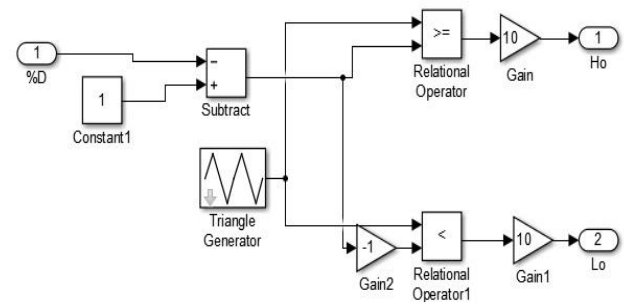 1
%D
1
Constant1
−
+
Subtract
Triangle
Generator
>=
Relational
Operator
10
Gain
1
Ho
-1
Gain2
<
Relational
Operator1
10
Gain1
2
Lo